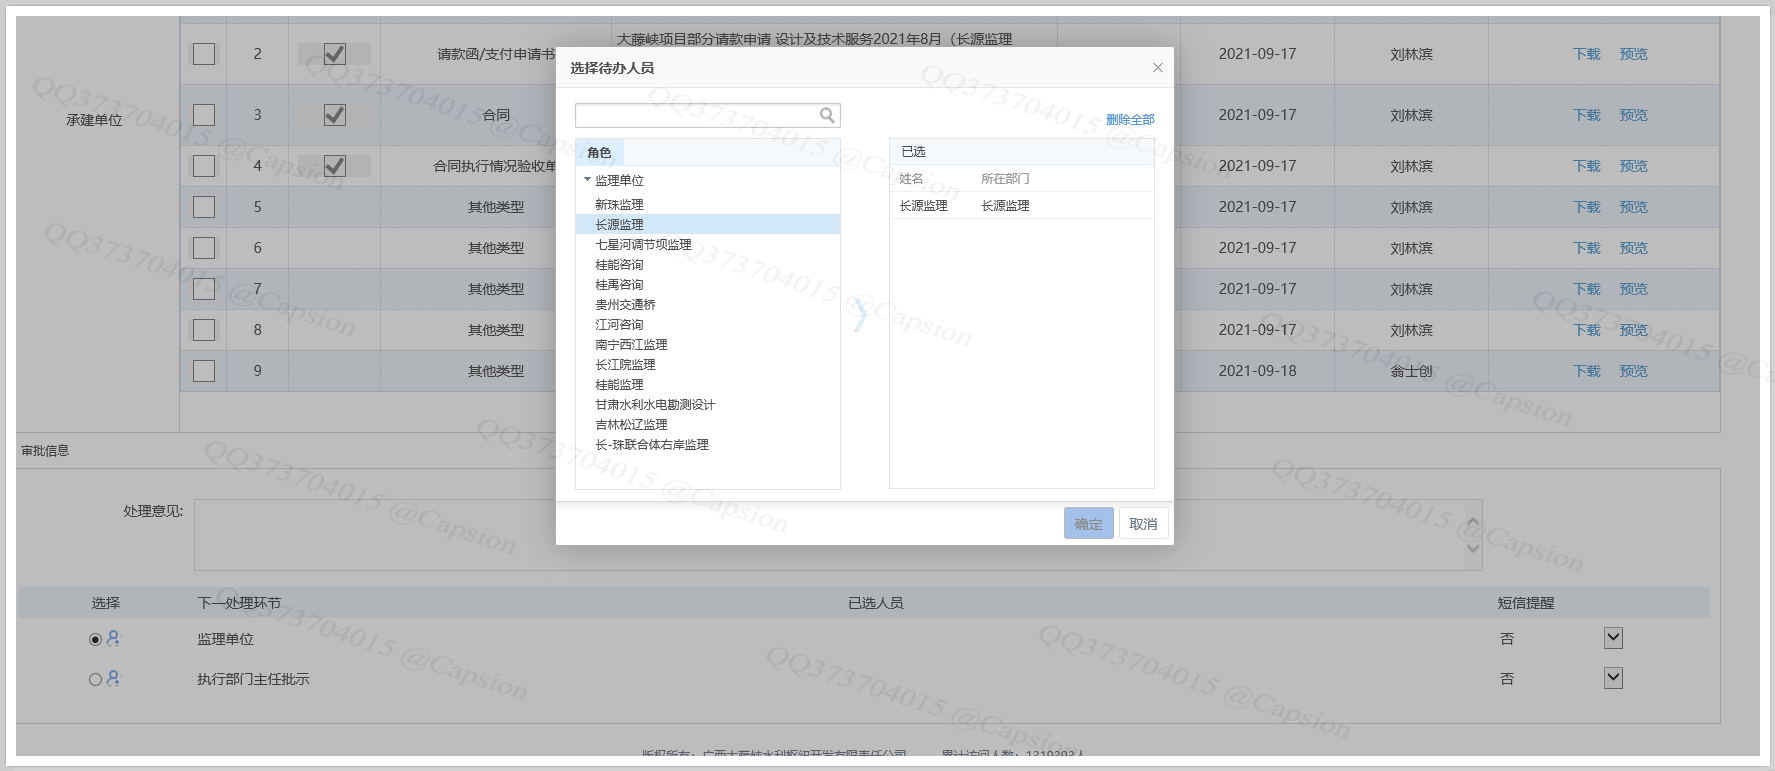 承建单位
2 请款函/支付申请书 大藤峡项目部分请款申请 设计及技术服务2021年8月（长源监理 2021-09-17 刘林滨 下载 预览
3 合同 2021-09-17 刘林滨 下载 预览
4 合同执行情况验收单 2021-09-17 刘林滨 下载 预览
5 其他类型 2021-09-17 刘林滨 下载 预览
6 其他类型 2021-09-17 刘林滨 下载 预览
7 其他类型 2021-09-17 刘林滨 下载 预览
8 其他类型 2021-09-17 刘林滨 下载 预览
9 其他类型 2021-09-18 翁士创 下载 预览
选择待办人员
删除全部
角色
监理单位
新珠监理
长源监理
七星河调节坝监理
桂能咨询
桂禹咨询
贵州交通桥
江河咨询
南宁西江监理
长江院监理
桂能监理
甘肃水利水电勘测设计
吉林松辽监理
长-珠联合体右岸监理
已选
姓名 所在部门
长源监理 长源监理
确定 取消
审批信息
处理意见:
选择 下一处理环节 已选人员 短信提醒
监理单位 否
执行部门主任批示 否
版权所有：广西大藤峡水利枢纽开发有限责任公司 累计访问人数：1319393人
QQ373704015 @Capsion